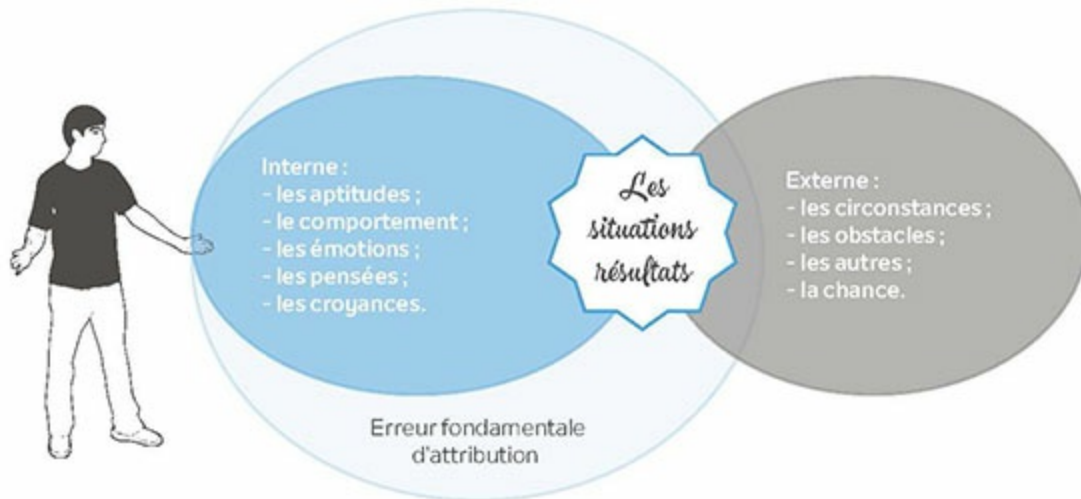 Interne :
- les aptitudes ;
- le comportement ;
- les émotions ;
- les pensées ;
- les croyances.
Les
situations
résultats
Externe :
- les circonstances ;
- les obstacles ;
- les autres ;
- la chance.
Erreur fondamentale
d'attribution